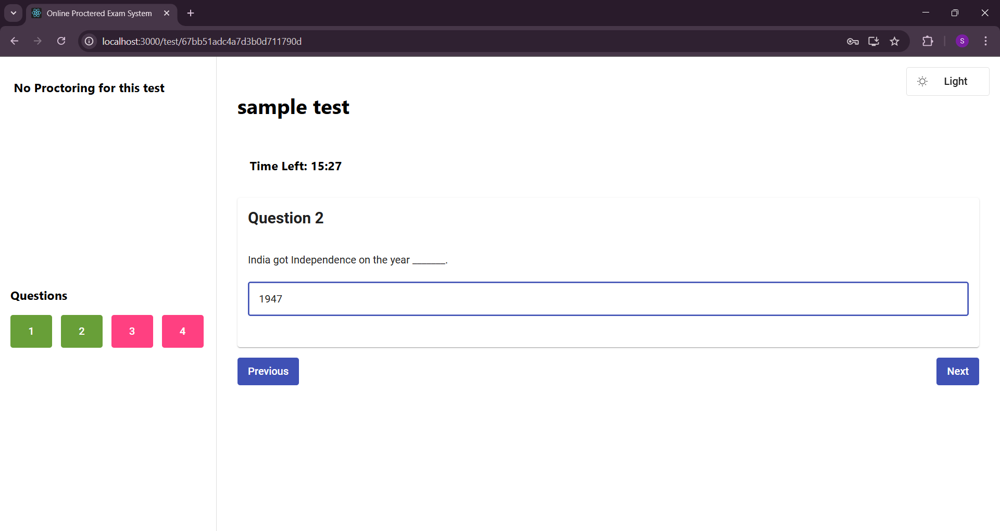 Online Proctered Exam System
localhost:3000/test/67bb51adc4a7d3b0d711790d
S
No Proctoring for this test
Light
sample test
Time Left: 15:27
Question 2
India got Independence on the year _______.
1947
Questions
1 2 3 4
Previous
Next